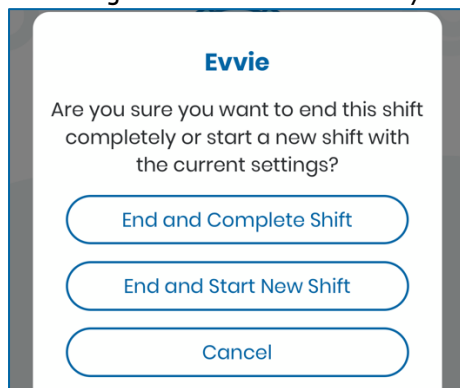 Evvie
Are you sure you want to end this shift
completely or start a new shift with
the current settings?
End and Complete Shift
End and Start New Shift
Cancel